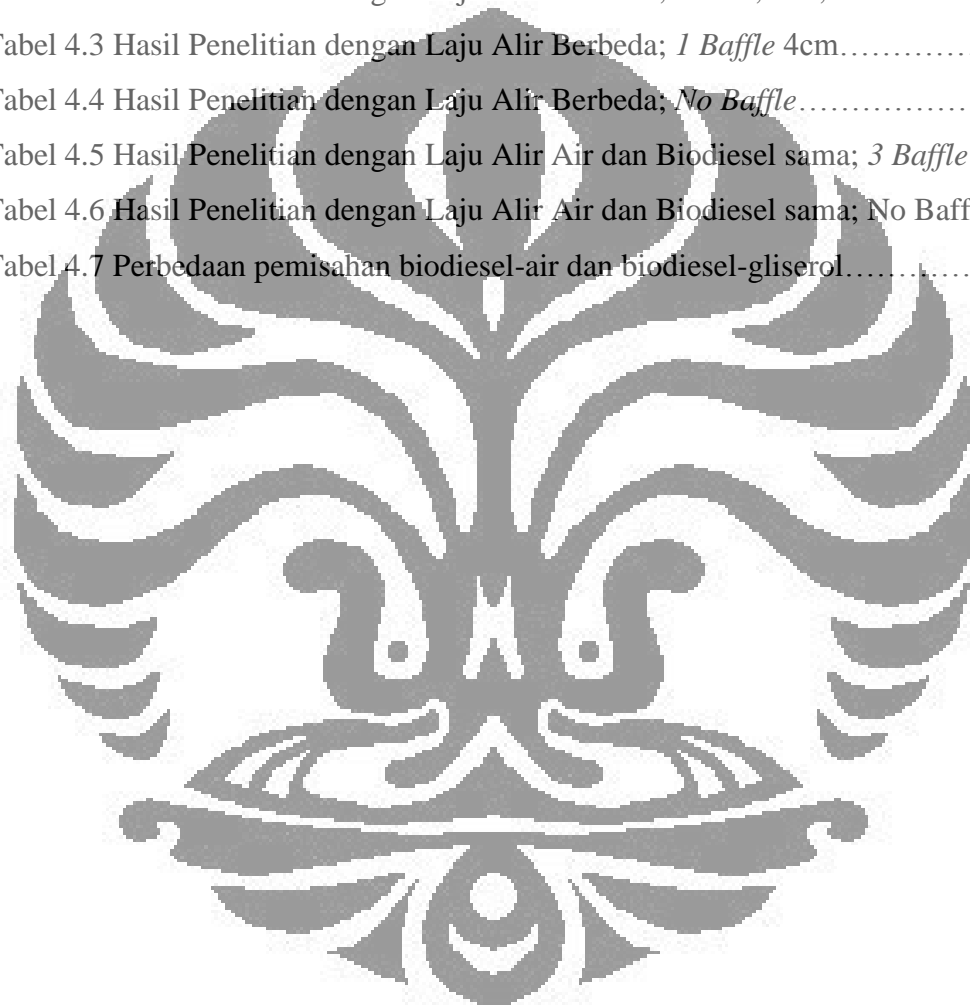 Tabel 4.3 Hasil Penelitian dengan Laju Alir Berbeda; 1 Baffle 4cm……………
Tabel 4.4 Hasil Penelitian dengan Laju Alir Berbeda; No Baffle………………
Tabel 4.5 Hasil Penelitian dengan Laju Alir Air dan Biodiesel sama; 3 Baffle
Tabel 4.6 Hasil Penelitian dengan Laju Alir Air dan Biodiesel sama; No Baff
Tabel 4.7 Perbedaan pemisahan biodiesel-air dan biodiesel-gliserol……………